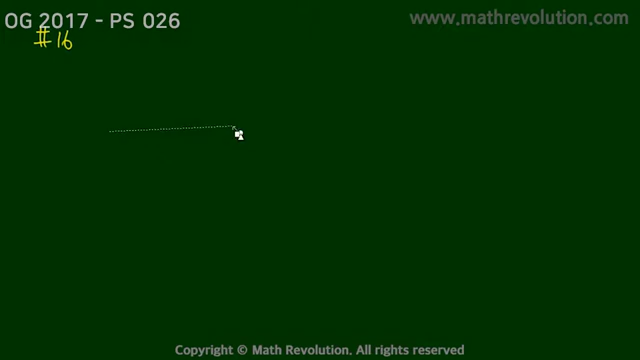 OG 2017 - PS 026
www.mathrevolution.com
#16
Copyright © Math Revolution. All rights reserved